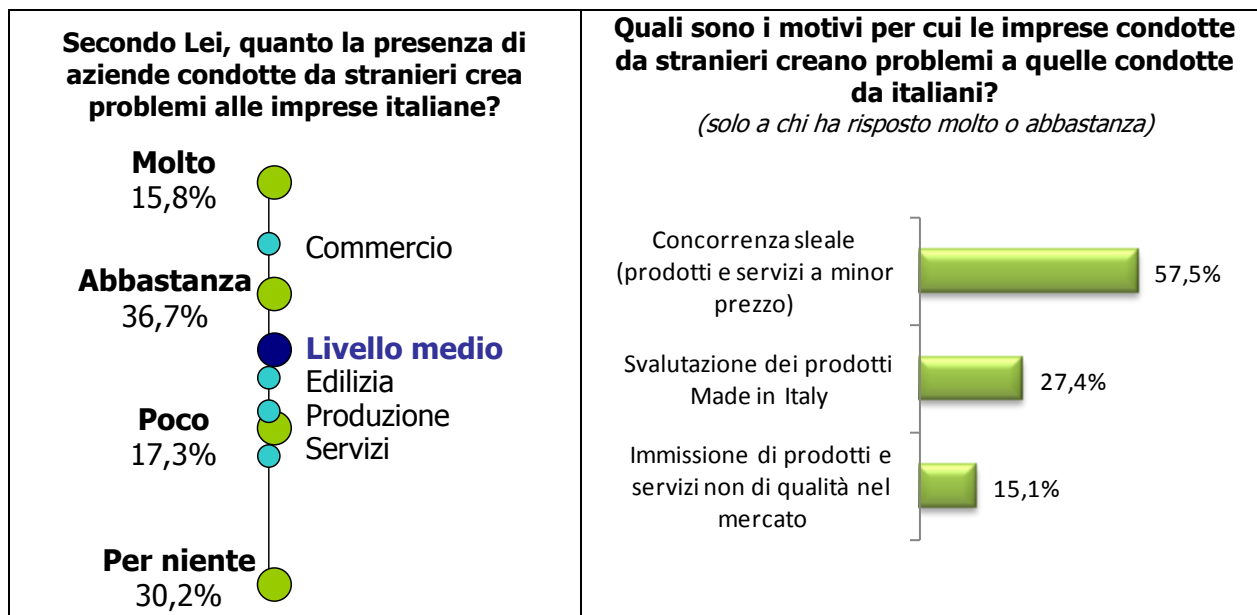 Secondo Lei, quanto la presenza di
aziende condotte da stranieri crea
problemi alle imprese italiane?
Molto
15,8%
Commercio
Abbastanza
36,7%
Livello medio
Edilizia
Produzione
Poco
17,3%
Servizi
Per niente
30,2%
Quali sono i motivi per cui le imprese condotte
da stranieri creano problemi a quelle condotte
da italiani?
(solo a chi ha risposto molto o abbastanza)
Concorrenza sleale
(prodotti e servizi a minor
prezzo)
57,5%
Svalutazione dei prodotti
Made in Italy
27,4%
Immissione di prodotti e
servizi non di qualità nel
mercato
15,1%